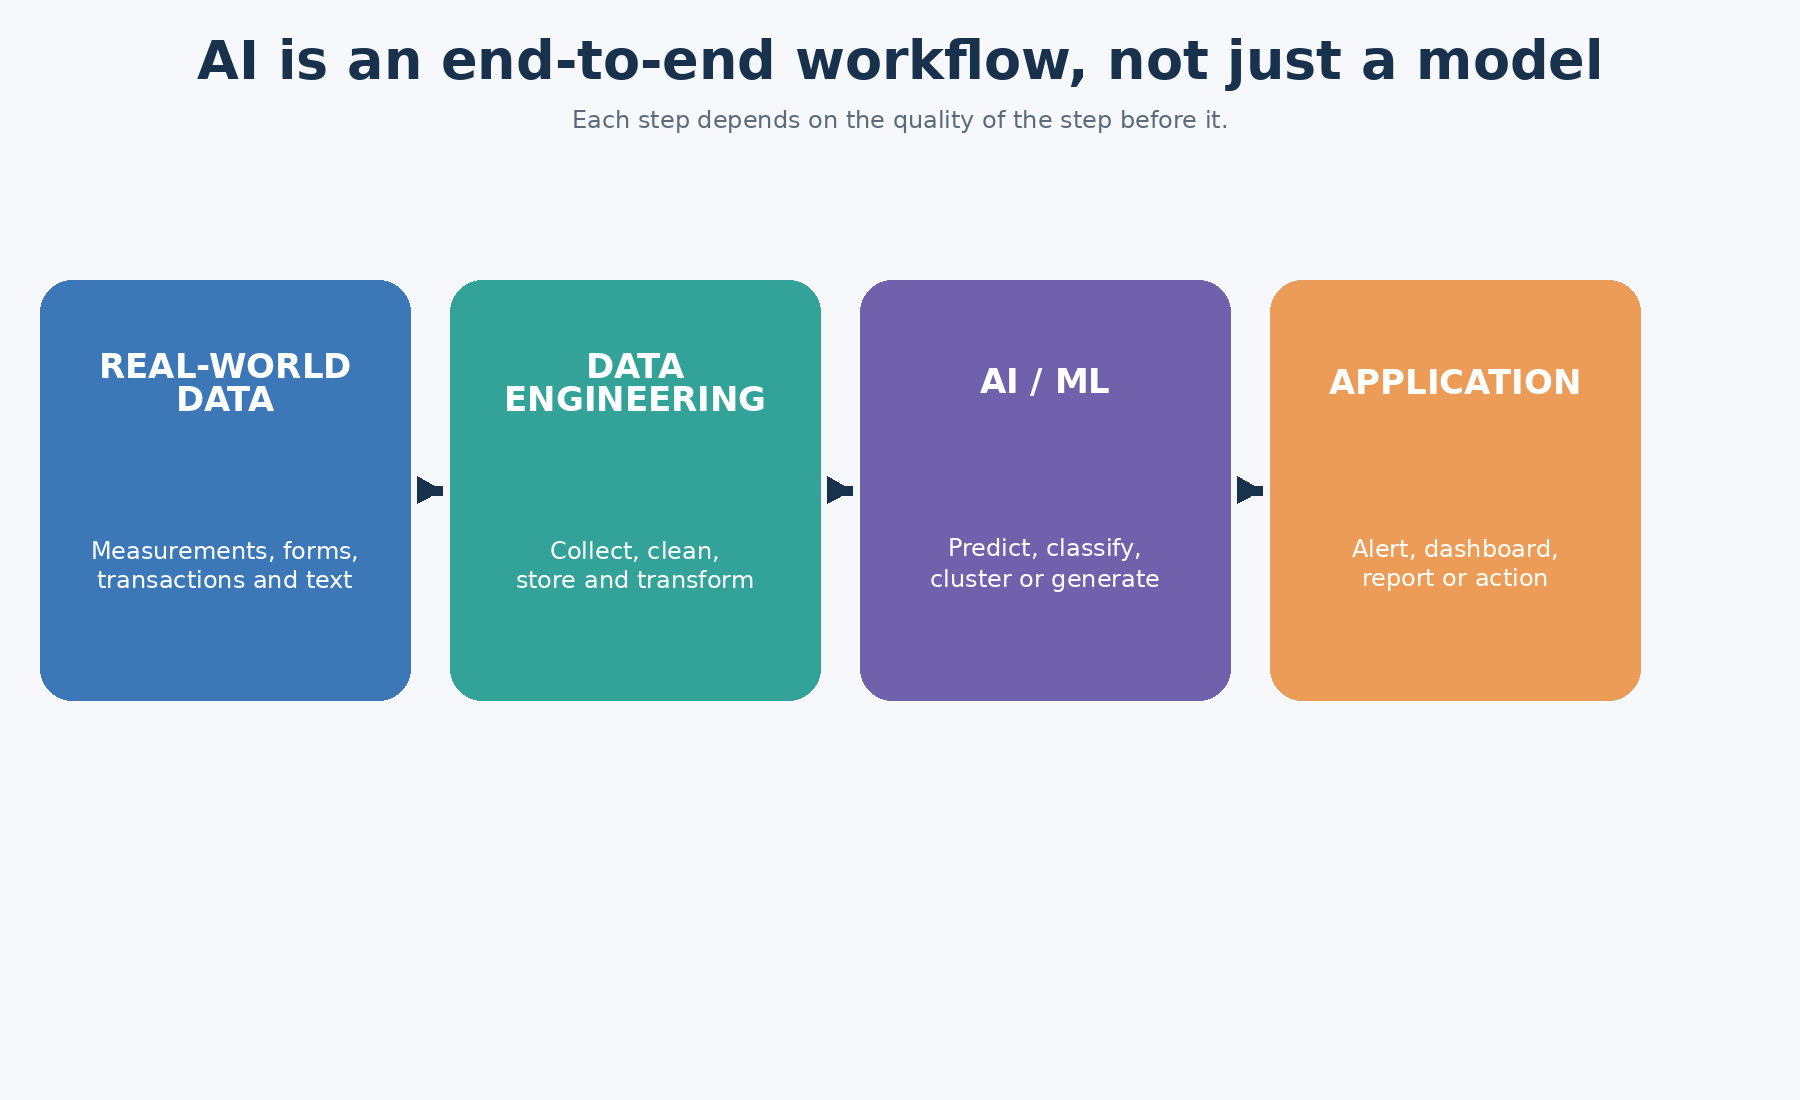 AI is an end-to-end workflow, not just a model
Each step depends on the quality of the step before it.
REAL-WORLD
DATA
Measurements, forms,
transactions and text
DATA
ENGINEERING
Collect, clean,
store and transform
AI / ML
Predict, classify,
cluster or generate
APPLICATION
Alert, dashboard,
report or action